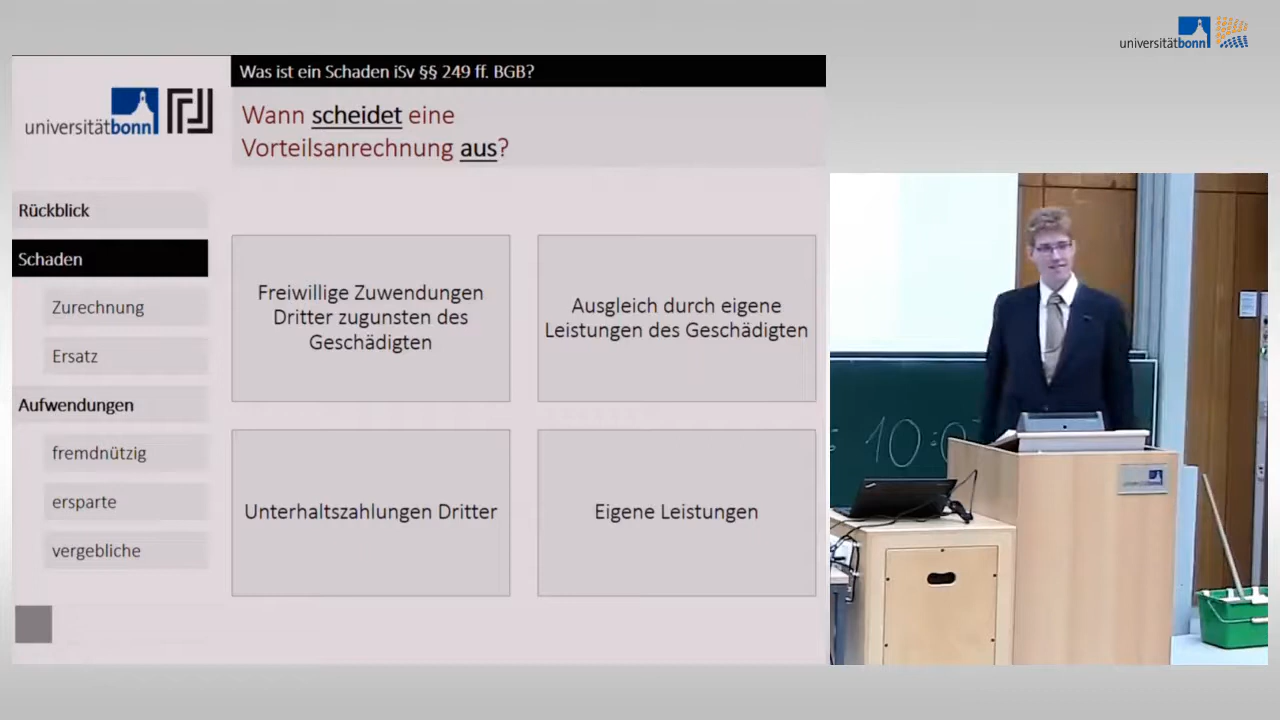 universitätbonn
Was ist ein Schaden iSv §§ 249 ff. BGB?
universitätbonn
Wann scheidet eine
Vorteilsanrechnung aus?
Rückblick
Schaden
Zurechnung
Ersatz
Aufwendungen
fremdnützig
ersparte
vergebliche
Freiwillige Zuwendungen
Dritter zugunsten des
Geschädigten
Ausgleich durch eigene
Leistungen des Geschädigten
Unterhaltszahlungen Dritter
Eigene Leistungen